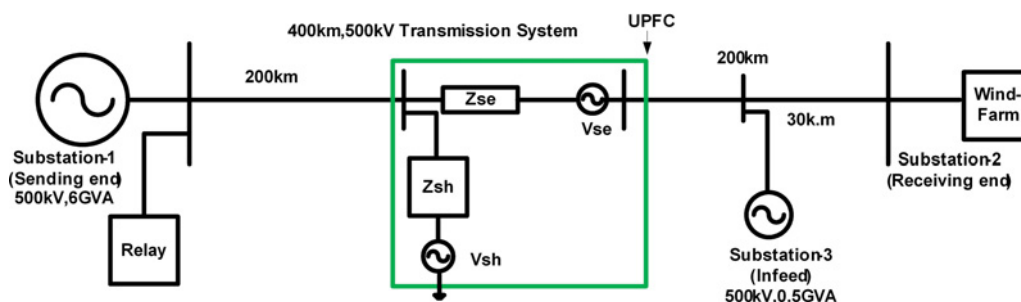 UPFC
400km,500kV Transmission System
200km
200km
Zse
Vse
30k.m
Wind-
Farm
Substation-1
(Sending end)
500kV,6GVA
Relay
Zsh
Vsh
Substation-2
(Receiving end)
Substation-3
(Infeed)
500kV,0.5GVA